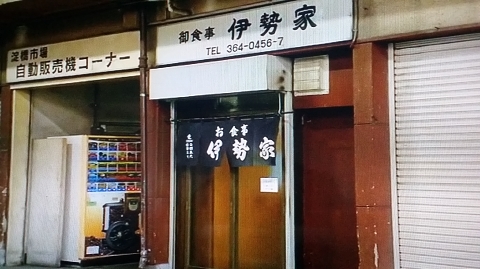 淀橋市場
自動販売機コーナー
御食事 伊勢家
TEL 364-0456-7
お食事
伊勢家